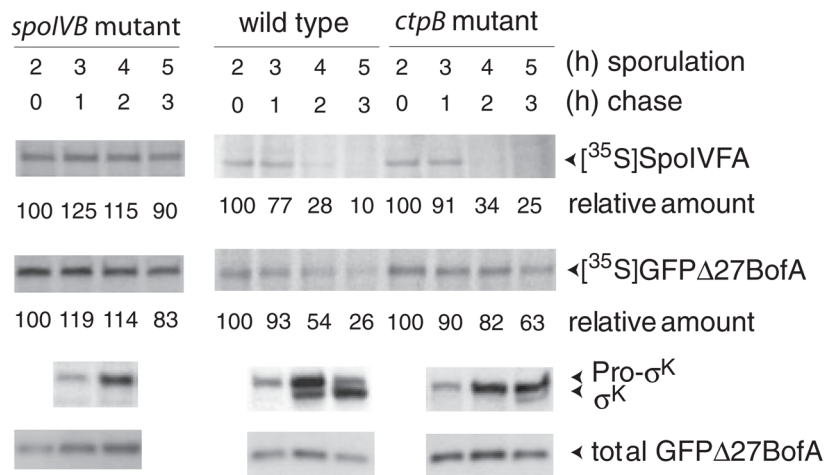 spoIVB mutant wild type ctpB mutant
2 3 4 5 2 3 4 5 2 3 4 5 (h) sporulation
0 1 2 3 0 1 2 3 0 1 2 3 (h) chase
[³⁵S]SpoIVFA
100 125 115 90 100 77 28 10 100 91 34 25 relative amount
[³⁵S]GFPΔ27BofA
100 119 114 83 100 93 54 26 100 90 82 63 relative amount
Pro-σᴷ
σᴷ
total GFPΔ27BofA